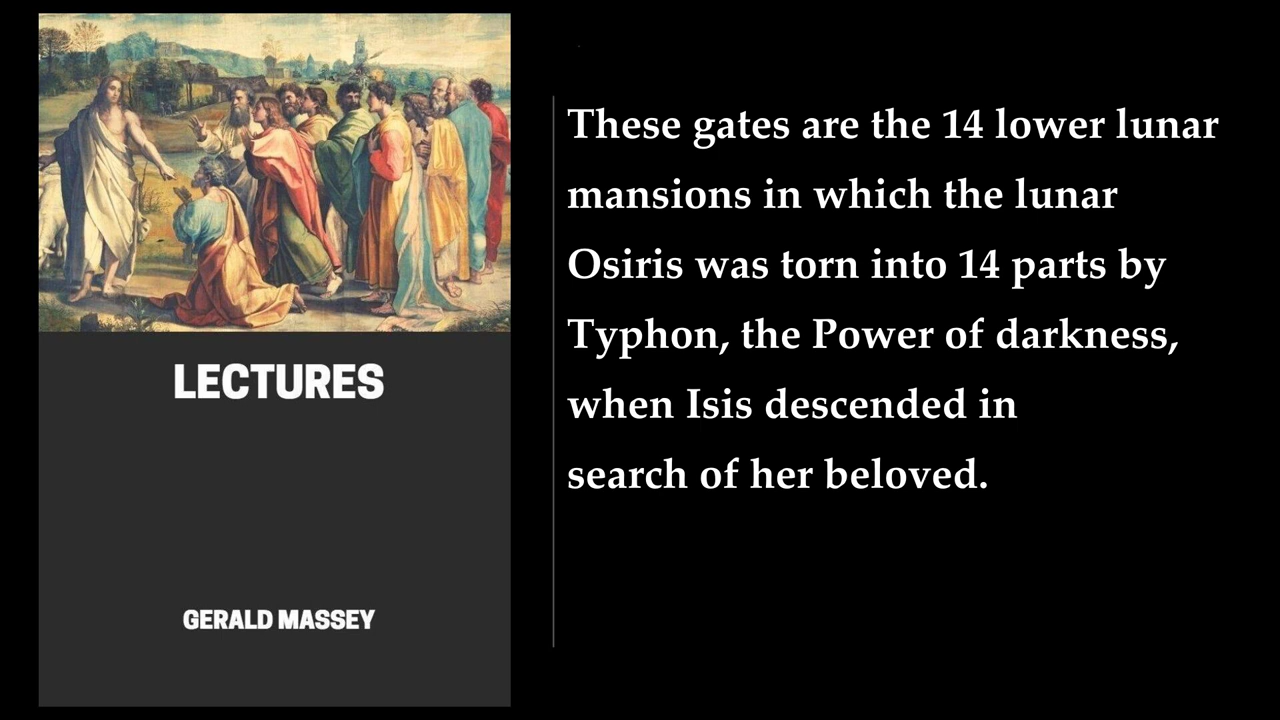 LECTURES
GERALD MASSEY
These gates are the 14 lower lunar
mansions in which the lunar
Osiris was torn into 14 parts by
Typhon, the Power of darkness,
when Isis descended in
search of her beloved.